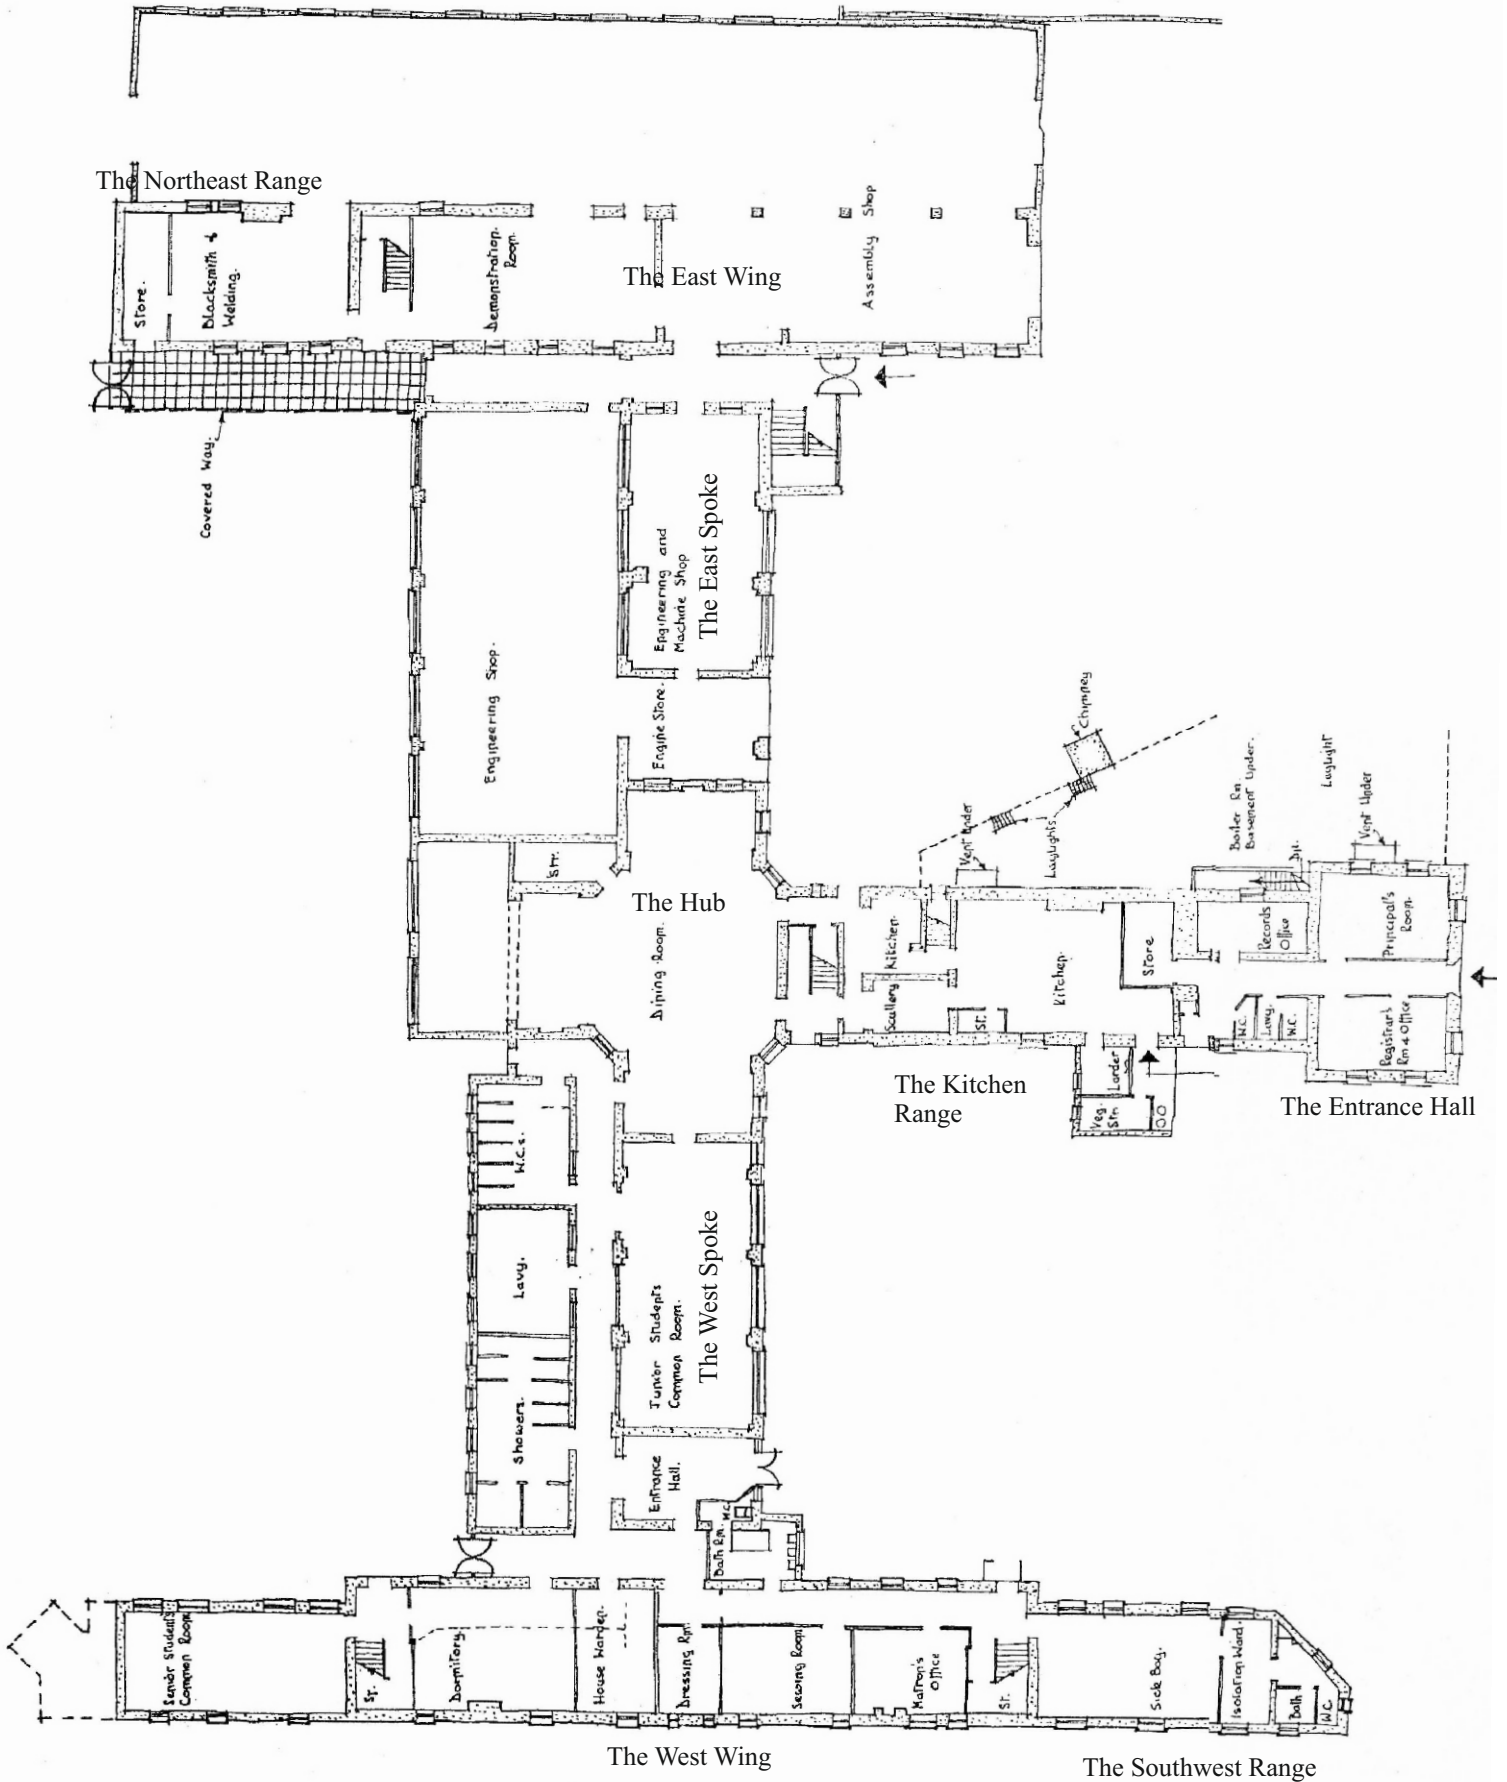 The Northeast Range
Store.
Blacksmith &
Welding.
Demonstration.
Room.
The East Wing
Assembly Shop
Covered Way.
Engineering Shop.
Engineering and
Machine Shop
The East Spoke
Engine Store.
Chimney
Laylights.
Vent Under
Boiler Rm.
Basement Under.
Laylight
Vent Under
Dn.
Str.
The Hub
Dining Room.
Kitchen.
Scullery
St.
Kitchen.
Store
Records
Office
Principal's
Room.
W.C.
Lavy.
W.C.
Registrar's
Rm & Office
Larder
Veg.
Str.
The Kitchen
Range
The Entrance Hall
W.C.s.
Lavy.
Showers.
Junior Students
Common Room.
The West Spoke
Entrance
Hall.
W.C.
Bath Rm.
Senior Students
Common Room.
ST.
Dormitory.
House Warden.
Dressing Rm.
Sewing Room.
Matron's
Office
ST.
Sick Bay.
Isolation Ward.
Bath
W.C.
The West Wing
The Southwest Range